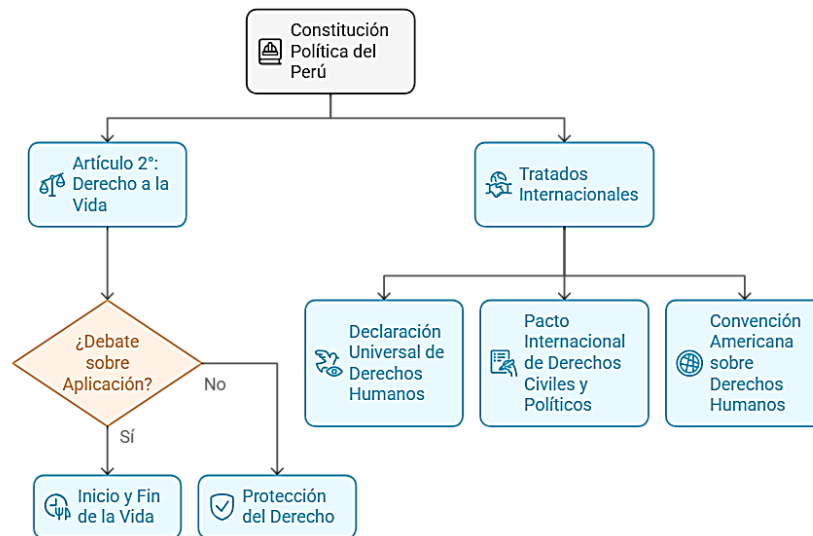 Constitución
Política del
Perú
Artículo 2°:
Derecho a la
Vida
Tratados
Internacionales
¿Debate
sobre
Aplicación?
No
Sí
Declaración
Universal de
Derechos
Humanos
Pacto
Internacional
de Derechos
Civiles y
Políticos
Convención
Americana
sobre
Derechos
Humanos
Inicio y Fin
de la Vida
Protección
del Derecho